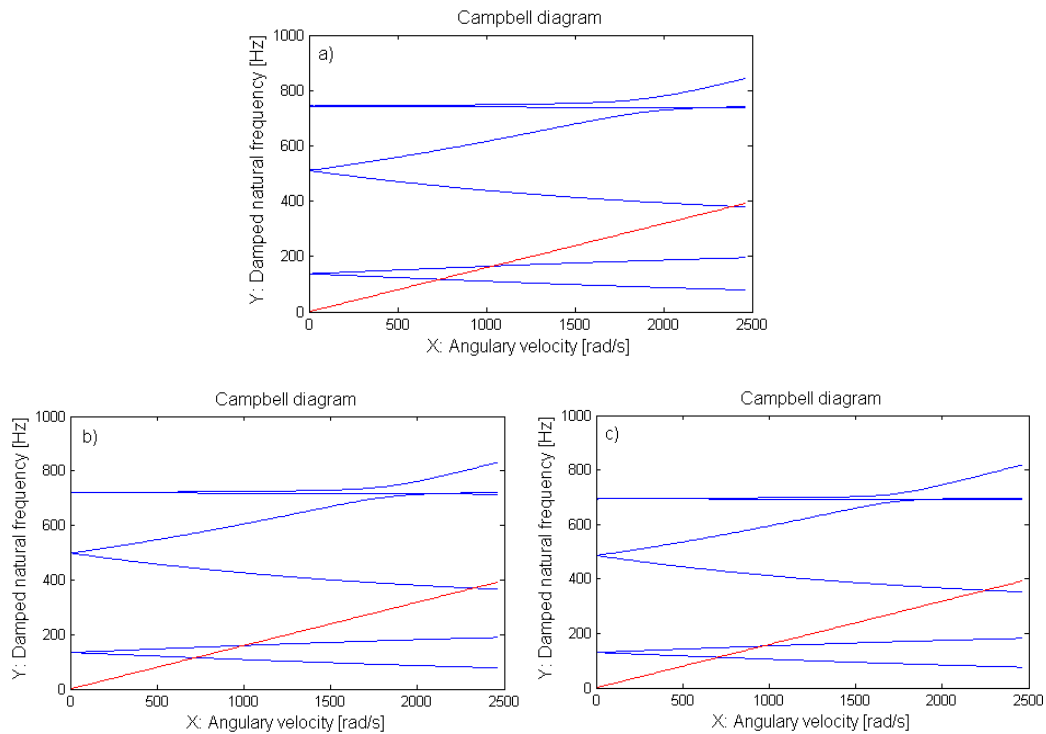 Campbell diagram
a)
Y: Damped natural frequency [Hz]
1000
800
600
400
200
0
0 500 1000 1500 2000 2500
X: Angulary velocity [rad/s]
Campbell diagram
b)
Y: Damped natural frequency [Hz]
1000
800
600
400
200
0
0 500 1000 1500 2000 2500
X: Angulary velocity [rad/s]
Campbell diagram
c)
Y: Damped natural frequency [Hz]
1000
800
600
400
200
0
0 500 1000 1500 2000 2500
X: Angulary velocity [rad/s]